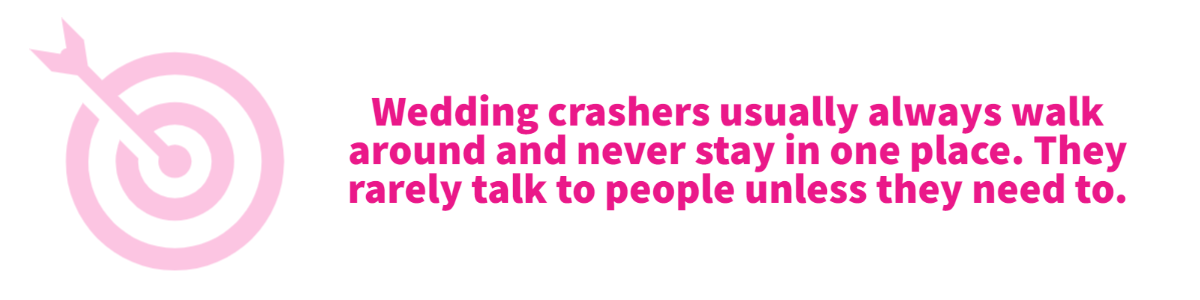 Wedding crashers usually always walk
around and never stay in one place. They
rarely talk to people unless they need to.